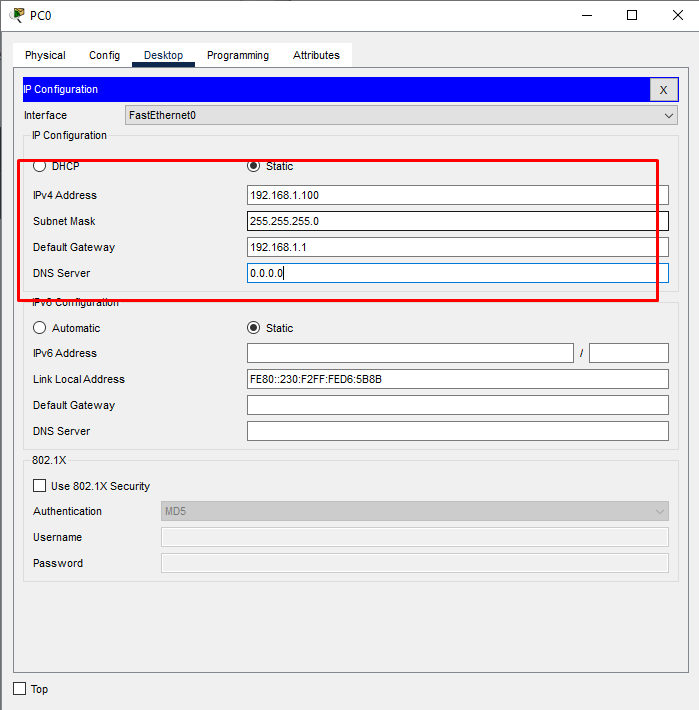 PC0
Physical Config Desktop Programming Attributes
IP Configuration X
Interface FastEthernet0
IP Configuration
DHCP Static
IPv4 Address 192.168.1.100
Subnet Mask 255.255.255.0
Default Gateway 192.168.1.1
DNS Server 0.0.0.0
IPv6 Configuration
Automatic Static
IPv6 Address /
Link Local Address FE80::230:F2FF:FED6:5B8B
Default Gateway
DNS Server
802.1X
Use 802.1X Security
Authentication MD5
Username
Password
Top